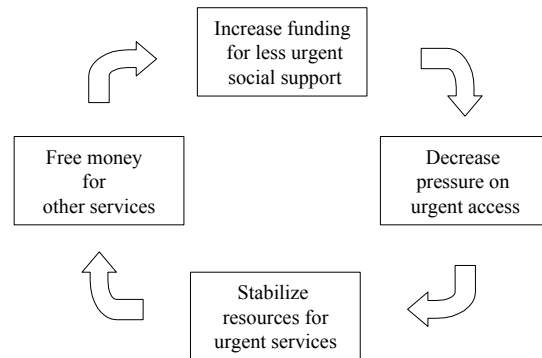 Increase funding
for less urgent
social support
Free money
for
other services
Decrease
pressure on
urgent access
Stabilize
resources for
urgent services